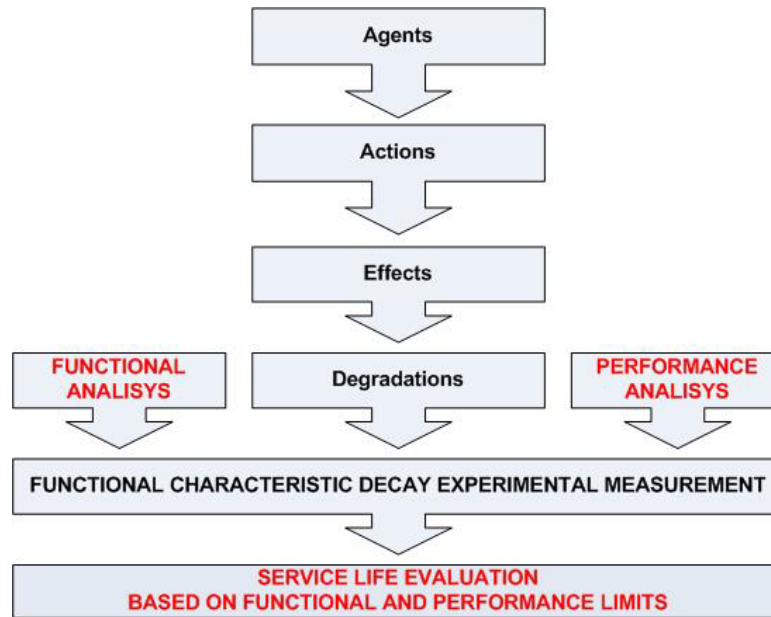 Agents
Actions
Effects
FUNCTIONAL
ANALISYS
Degradations
PERFORMANCE
ANALISYS
FUNCTIONAL CHARACTERISTIC DECAY EXPERIMENTAL MEASUREMENT
SERVICE LIFE EVALUATION
BASED ON FUNCTIONAL AND PERFORMANCE LIMITS